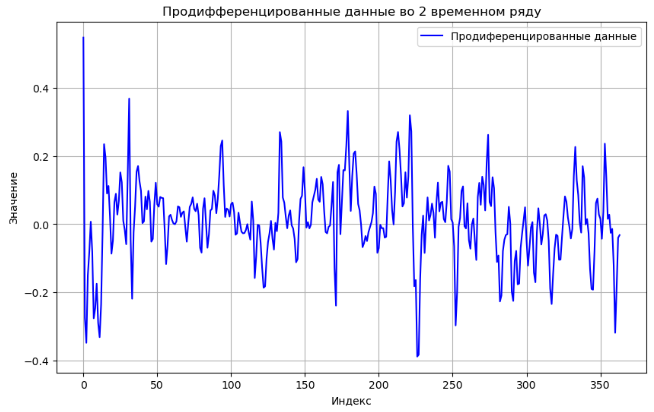 Продифференцированные данные во 2 временном ряду
Продиференцированные данные
Значение
0.4
0.2
0.0
−0.2
−0.4
0 50 100 150 200 250 300 350
Индекс